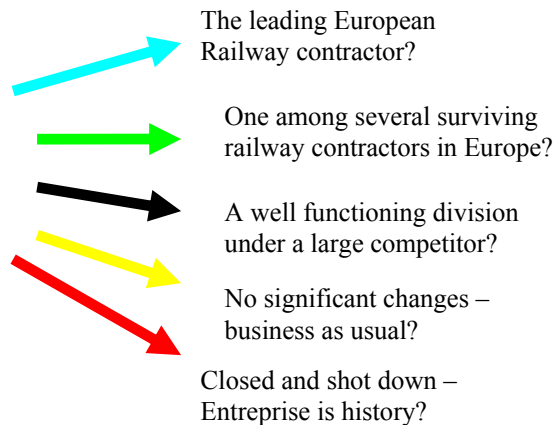 The leading European
Railway contractor?
One among several surviving
railway contractors in Europe?
A well functioning division
under a large competitor?
No significant changes –
business as usual?
Closed and shot down –
Entreprise is history?